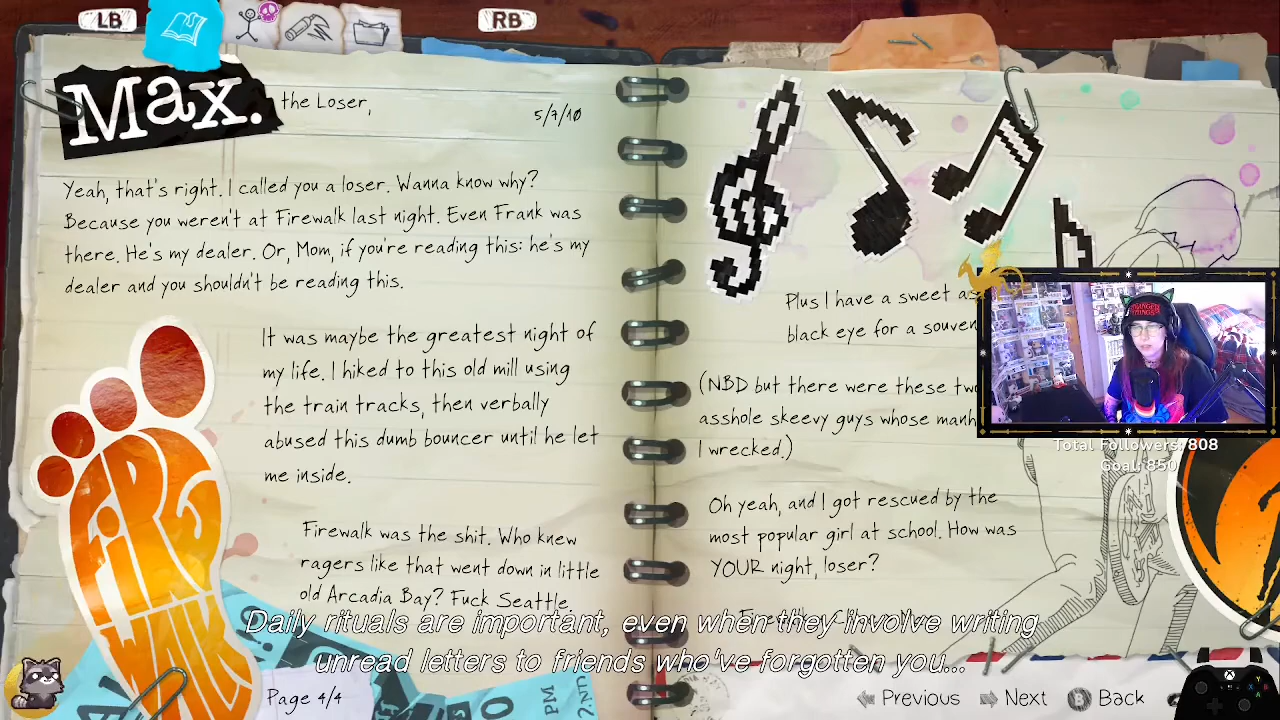 LB
RB
Max.
the Loser,
5/7/10
Yeah, that's right. I called you a loser. Wanna know why?
Because you weren't at Firewalk last night. Even Frank was
there. He's my dealer. Or, Mom, if you're reading this: he's my
dealer and you shouldn't be reading this.
It was maybe the greatest night of
my life. I hiked to this old mill using
the train tracks, then verbally
abused this dumb bouncer until he let
me inside.
Firewalk was the shit. Who knew
ragers like that went down in little
old Arcadia Bay? Fuck Seattle.
FIRE
WALK
Plus I have a sweet
black eye for a
(NBD but there were these
asshole skeevy guys whose
I wrecked.)
Oh yeah, and I got rescued by the
most popular girl at school. How was
YOUR night, loser?
Total Followers: 808
Goal: 850
Daily rituals are important, even when they involve writing
unread letters to friends who've forgotten you...
Page 4/4
PM
Previous
Next
B Back